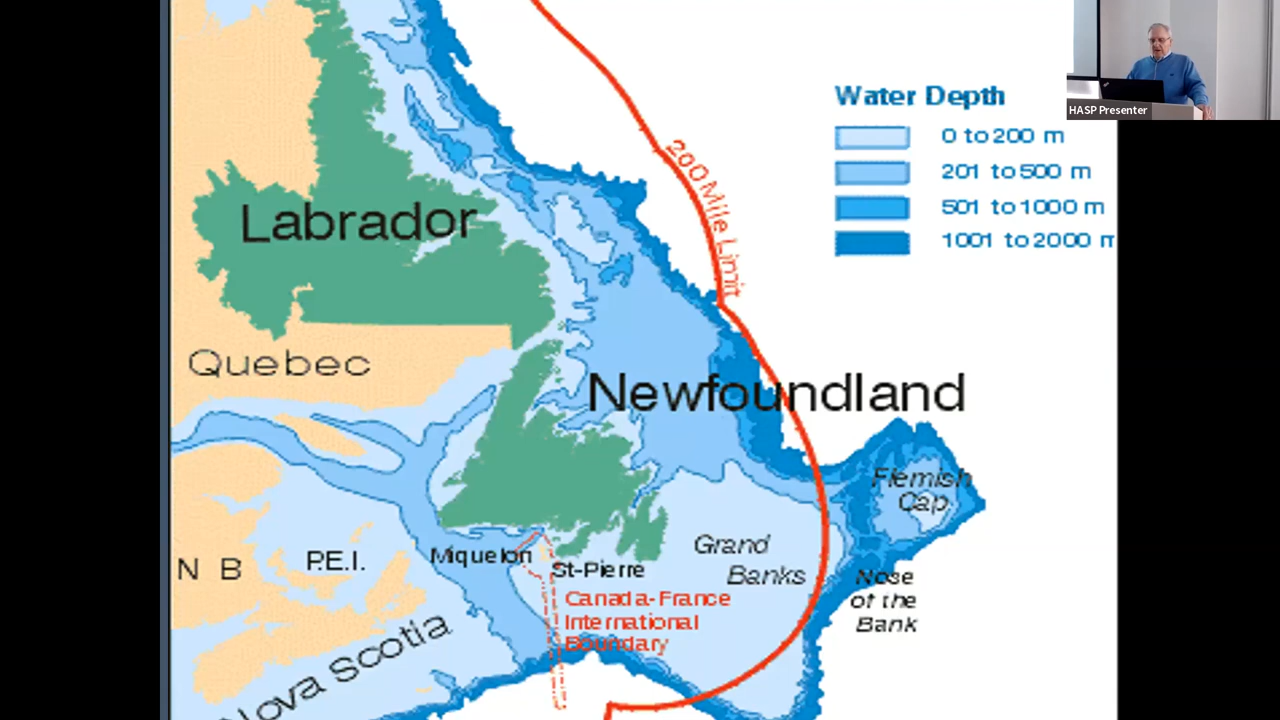 HASP Presenter
Water Depth
0 to 200 m
201 to 500 m
501 to 1000 m
1001 to 2000 m
200 Mile Limit
Labrador
Quebec
Newfoundland
Flemish
Cap
Grand
Banks
Nose
of the
Bank
N B
P.E.I.
Miquelon
St-Pierre
Canada-France
International
Boundary
Nova Scotia